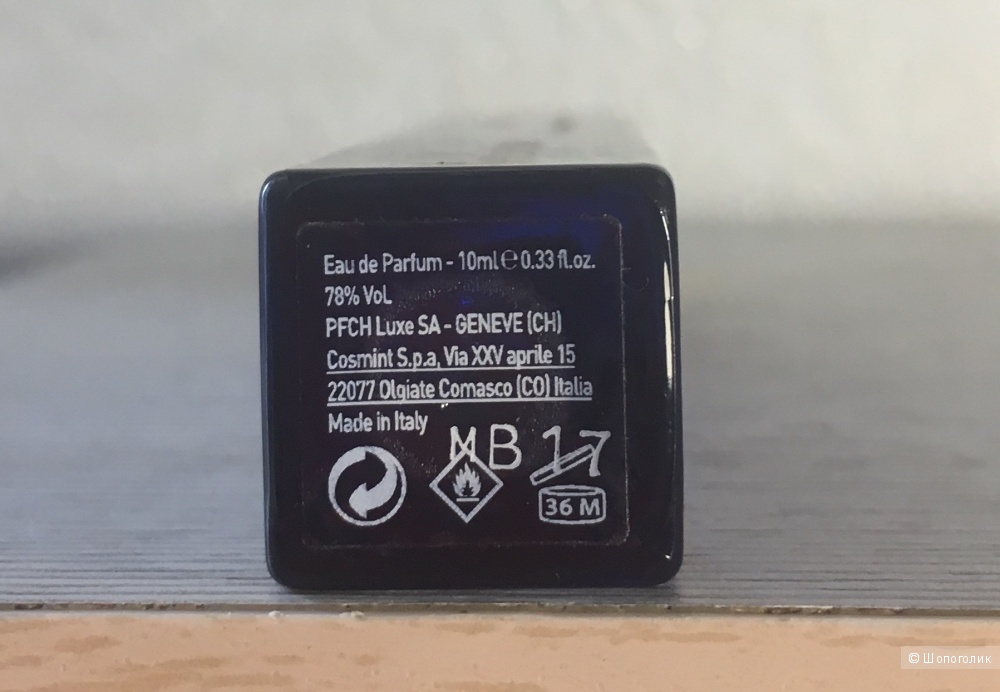 Eau de Parfum - 10ml ℮ 0.33 fl.oz.
78% Vol.
PFCH Luxe SA - GENEVE (CH)
Cosmint S.p.a, Via XXV aprile 15
22077 Olgiate Comasco (CO) Italia
Made in Italy
MB 17
36 M
© Шопоголик